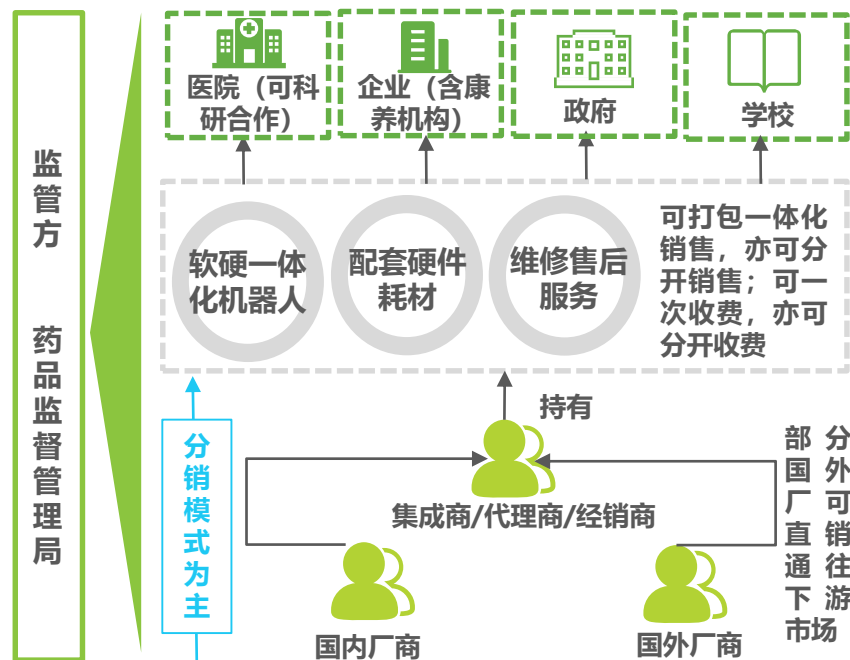 医院（可科
研合作）
企业（含康
养机构）
政府
学校
监管方
药品监督管理局
软硬一体
化机器人
配套硬件
耗材
维修售后
服务
可打包一体化
销售，亦可分
开销售；可一
次收费，亦可
分开收费
持有
分销模式为主
集成商/代理商/经销商
部分
国外
厂可
直销
通往
下游
市场
国内厂商
国外厂商